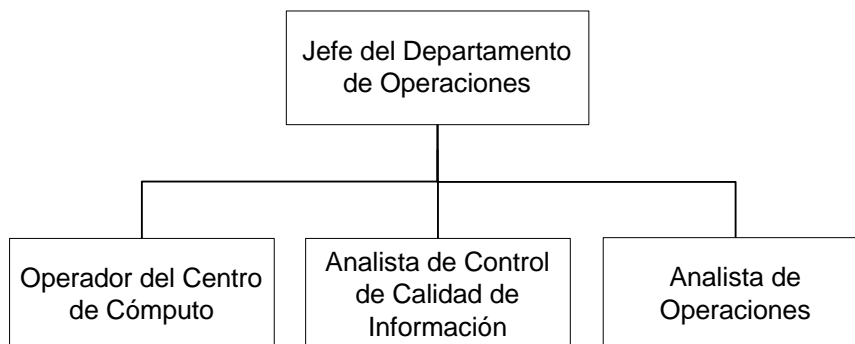 Jefe del Departamento
de Operaciones
Operador del Centro
de Cómputo
Analista de Control
de Calidad de
Información
Analista de
Operaciones